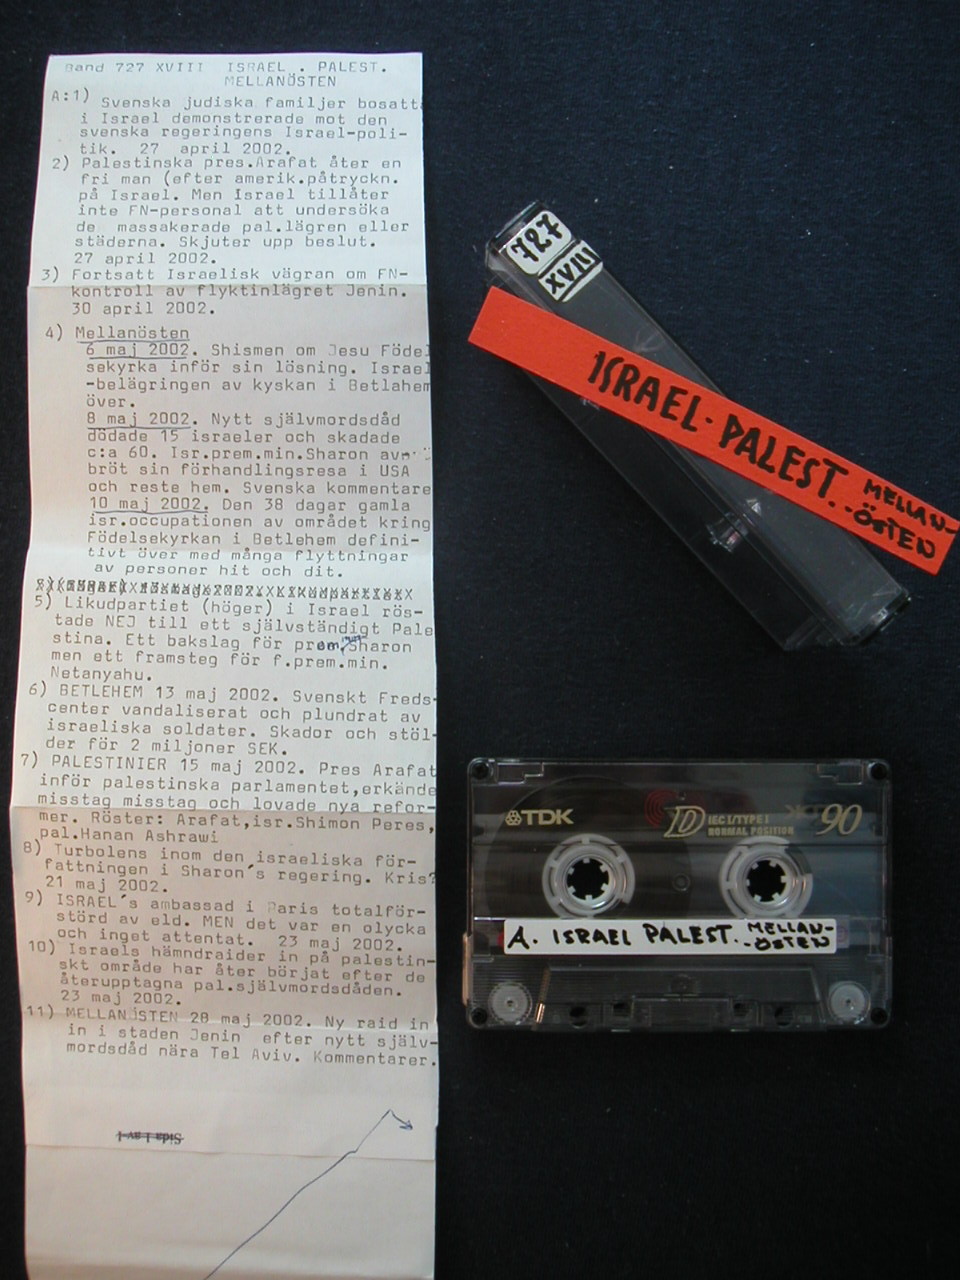 Band 727 XVIII ISRAEL . PALEST.
MELLANÖSTEN
A:1) Svenska judiska familjer bosatta
i Israel demonstrerade mot den
svenska regeringens Israel-poli-
tik. 27 april 2002.
2) Palestinska pres.Arafat åter en
fri man (efter amerik.påtryckn.
på Israel. Men Israel tillåter
inte FN-personal att undersöka
de massakerade pal.lägren eller
städerna. Skjuter upp beslut.
27 april 2002.
3) Fortsatt Israelisk vägran om FN-
kontroll av flyktinlägret Jenin.
30 april 2002.
4) Mellanösten
6 maj 2002. Shismen om Jesu Födel
sekyrka inför sin lösning. Israel
-belägringen av kyskan i Betlahem
över.
8 maj 2002. Nytt självmordsdåd
dödade 15 israeler och skadade
c:a 60. Isr.prem.min.Sharon av
bröt sin förhandlingsresa i USA
och reste hem. Svenska kommentare
10 maj 2002. Den 38 dagar gamla
isr.occupationen av området kring
Födelsekyrkan i Betlehem defini-
tivt över med många flyttningar
av personer hit och dit.
5) Likudpartiet (höger) i Israel rös-
tade NEJ till ett självständigt Pale
stina. Ett bakslag för prem. Sharon
men ett framsteg för f.prem.min.
Netanyahu.
6) BETLEHEM 13 maj 2002. Svenskt Freds-
center vandaliserat och plundrat av
israeliska soldater. Skador och stöl-
der för 2 miljoner SEK.
7) PALESTINIER 15 maj 2002. Pres Arafat
inför palestinska parlamentet,erkände
misstag misstag och lovade nya refor-
mer. Röster: Arafat,isr.Shimon Peres,
pal.Hanan Ashrawi
8) Turbolens inom den israeliska för-
fattningen i Sharon´s regering. Kris?
21 maj 2002.
9) ISRAEL´s ambassad i Paris totalför-
störd av eld. MEN det var en olycka
och inget attentat. 23 maj 2002.
10) Israels hämndraider in på palestin-
skt område har åter börjat efter de
återupptagna pal.självmordsdåden.
23 maj 2002.
11) MELLANÖSTEN 28 maj 2002. Ny raid in
in i staden Jenin efter nytt själv-
mordsdåd nära Tel Aviv. Kommentarer.
Sida 1 av 1
727
XVIII
ISRAEL · PALEST.
MELLAN-
-ÖSTEN
TDK
D
IEC I/TYPE I
NORMAL POSITION
90
A. ISRAEL PALEST.
MELLAN-
-ÖSTEN